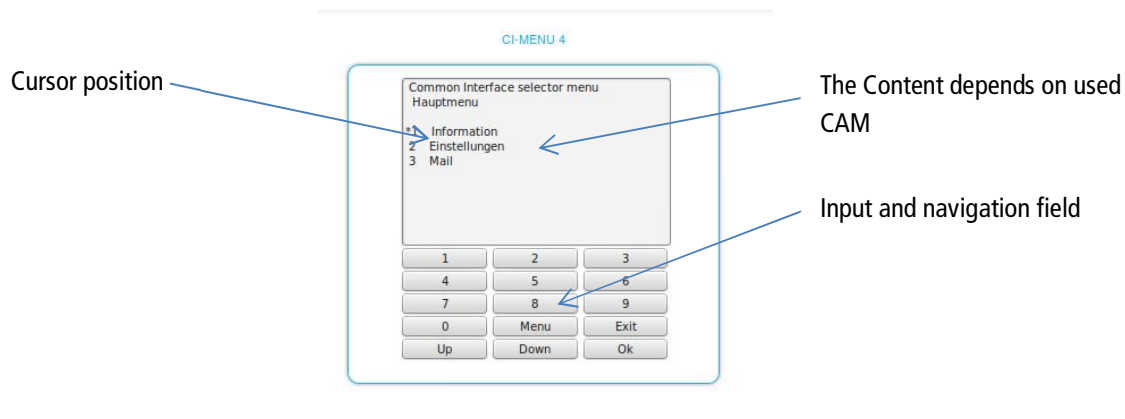 CI-MENU 4
Cursor position
Common Interface selector menu
Hauptmenu
*1 Information
2 Einstellungen
3 Mail
The Content depends on used
CAM
Input and navigation field
1 2 3
4 5 6
7 8 9
0 Menu Exit
Up Down Ok